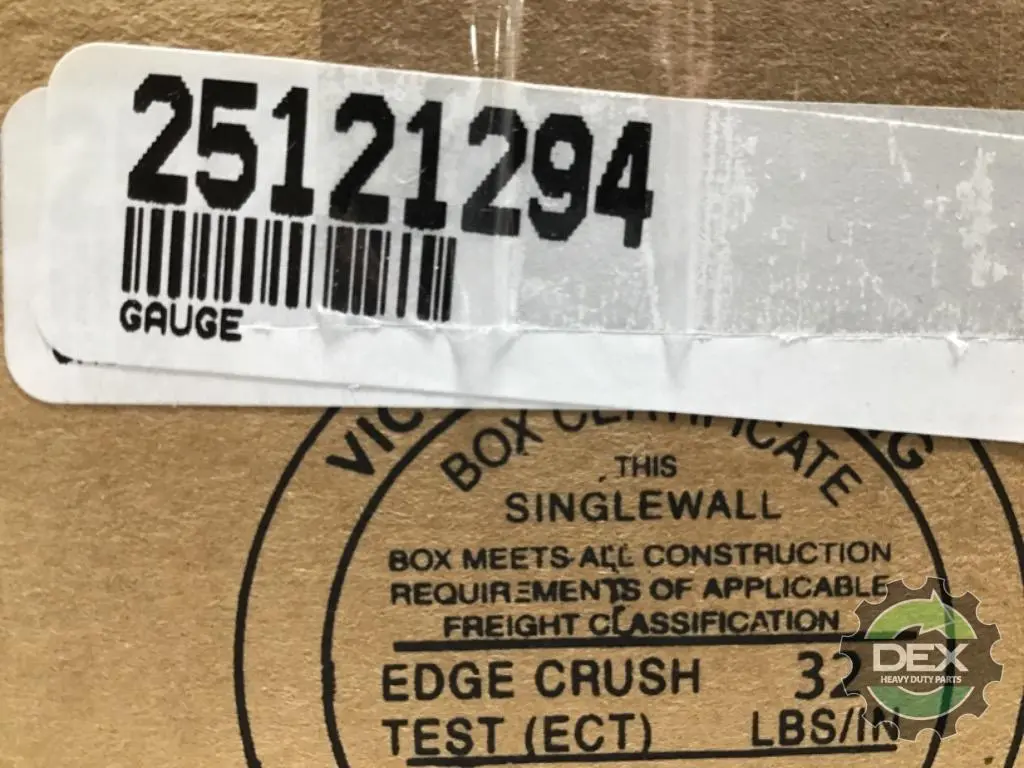 25121294
GAUGE
BOX CERTIFICATE
THIS
SINGLEWALL
BOX MEETS ALL CONSTRUCTION
REQUIREMENTS OF APPLICABLE
FREIGHT CLASSIFICATION
EDGE CRUSH 32
TEST (ECT) LBS/IN
DEX
HEAVY DUTY PARTS